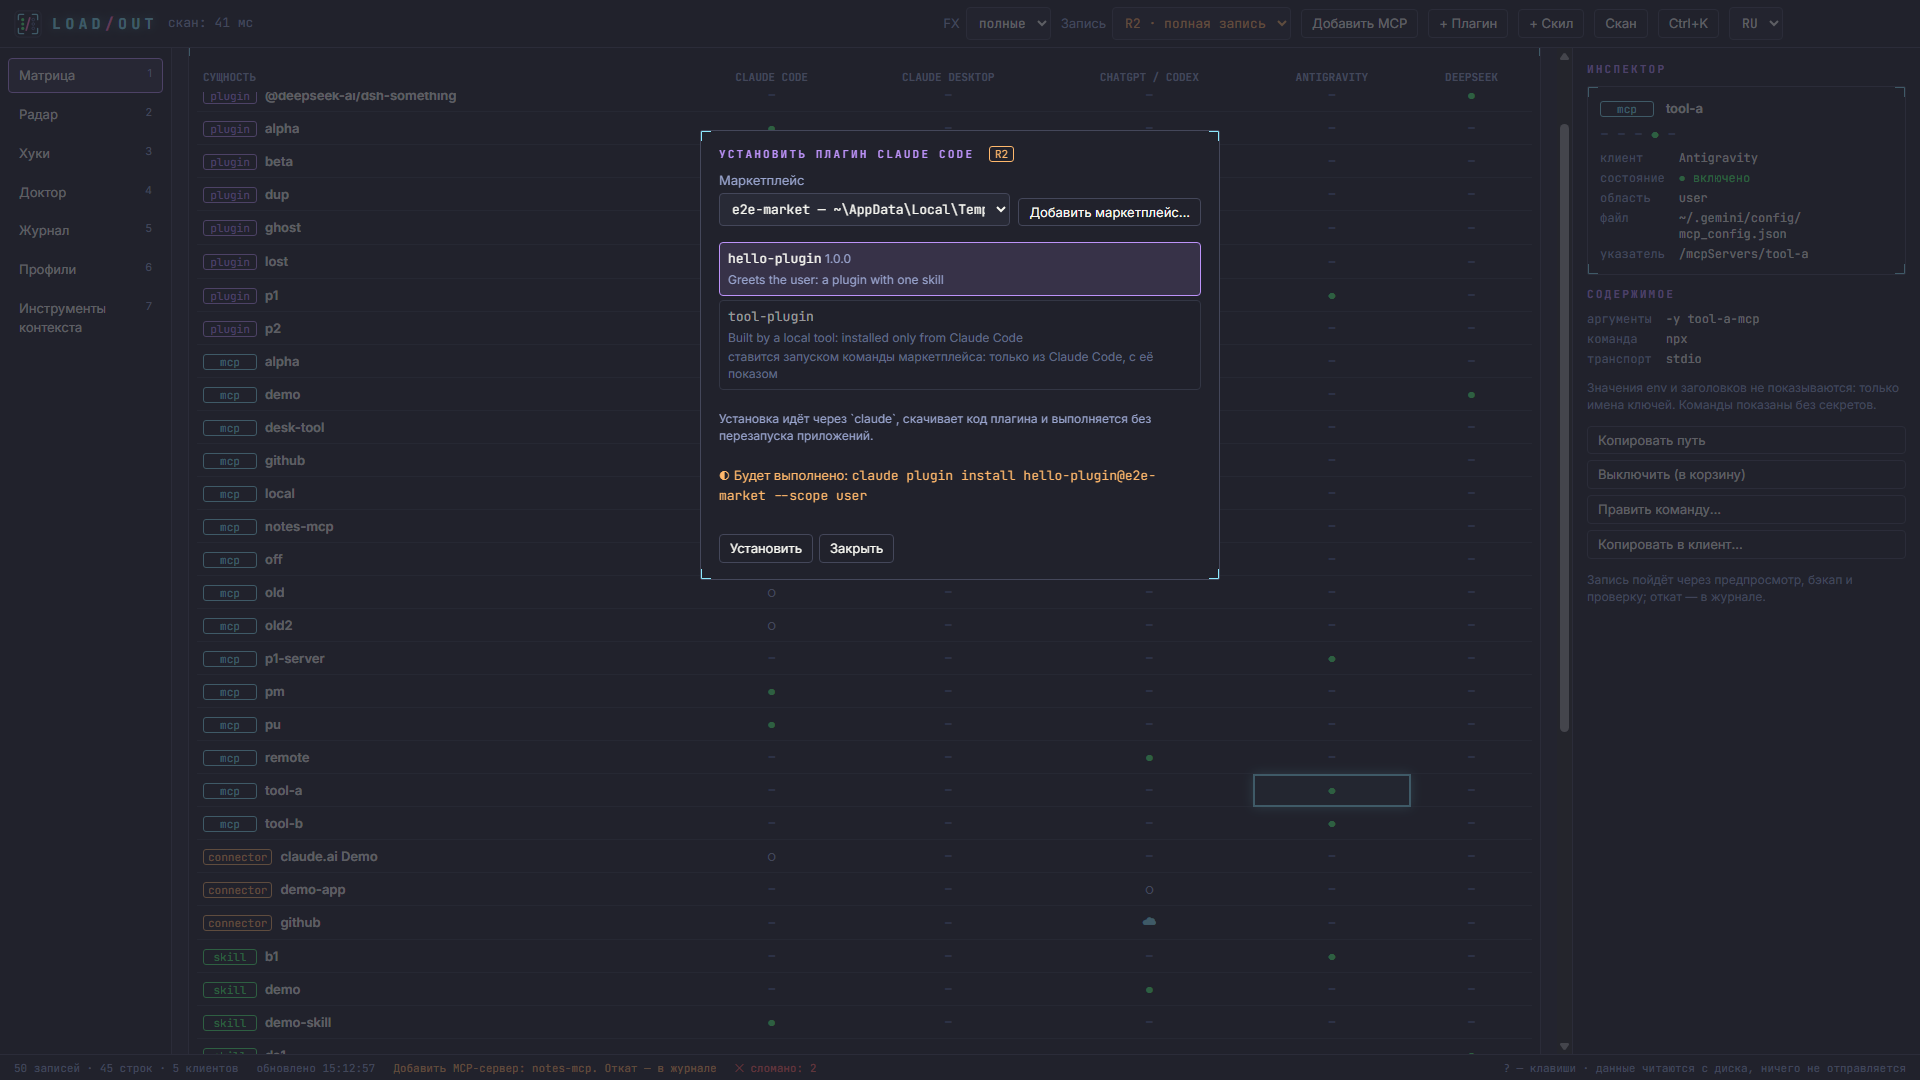 LOAD/OUT скан: 41 мс FX полные Запись R2 · полная запись Добавить MCP + Плагин + Скил Скан Ctrl+K RU
Матрица 1
Радар 2
Хуки 3
Доктор 4
Журнал 5
Профили 6
Инструменты контекста 7
СУЩНОСТЬ CLAUDE CODE CLAUDE DESKTOP CHATGPT / CODEX ANTIGRAVITY DEEPSEEK
plugin @deepseek-ai/dsh-something
plugin alpha
plugin beta
plugin dup
plugin ghost
plugin lost
plugin p1
plugin p2
mcp alpha
mcp demo
mcp desk-tool
mcp github
mcp local
mcp notes-mcp
mcp off
mcp old
mcp old2
mcp p1-server
mcp pm
mcp pu
mcp remote
mcp tool-a
mcp tool-b
connector claude.ai Demo
connector demo-app
connector github
skill b1
skill demo
skill demo-skill
УСТАНОВИТЬ ПЛАГИН CLAUDE CODE R2
Маркетплейс
e2e-market — ~\AppData\Local\Temp Добавить маркетплейс…
hello-plugin 1.0.0
Greets the user: a plugin with one skill
tool-plugin
Built by a local tool: installed only from Claude Code
ставится запуском команды маркетплейса: только из Claude Code, с её
показом
Установка идёт через `claude`, скачивает код плагина и выполняется без
перезапуска приложений.
◐ Будет выполнено: claude plugin install hello-plugin@e2e-
market --scope user
Установить Закрыть
ИНСПЕКТОР
mcp tool-a
— — — ● —
клиент Antigravity
состояние ● включено
область user
файл ~/.gemini/config/
mcp_config.json
указатель /mcpServers/tool-a
СОДЕРЖИМОЕ
аргументы -y tool-a-mcp
команда npx
транспорт stdio
Значения env и заголовков не показываются: только
имена ключей. Команды показаны без секретов.
Копировать путь
Выключить (в корзину)
Править команду…
Копировать в клиент…
Запись пойдёт через предпросмотр, бэкап и
проверку; откат — в журнале.
50 записей · 45 строк · 5 клиентов обновлено 15:12:57 Добавить MCP-сервер: notes-mcp. Откат — в журнале ✕ сломано: 2 ? — клавиши · данные читаются с диска, ничего не отправляется